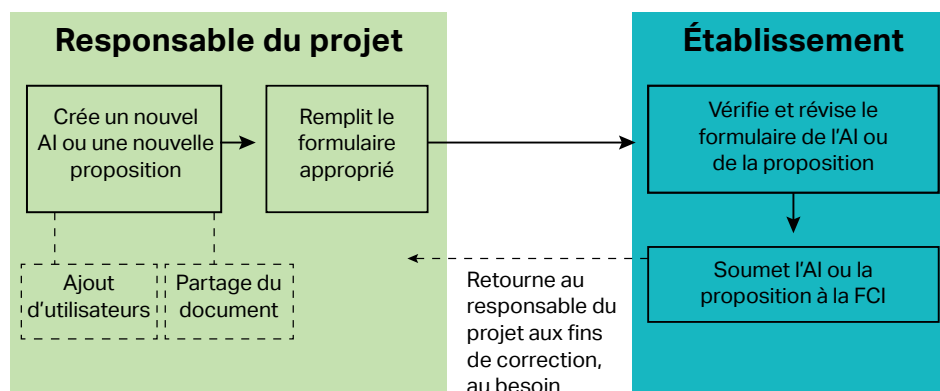 Responsable du projet
Établissement
Crée un nouvel
AI ou une nouvelle
proposition
Remplit le
formulaire
approprié
Vérifie et révise le
formulaire de l'AI ou
de la proposition
Ajout
d'utilisateurs
Partage du
document
Retourne au
responsable du
projet aux fins
de correction,
au besoin
Soumet l'AI ou la
proposition à la FCI